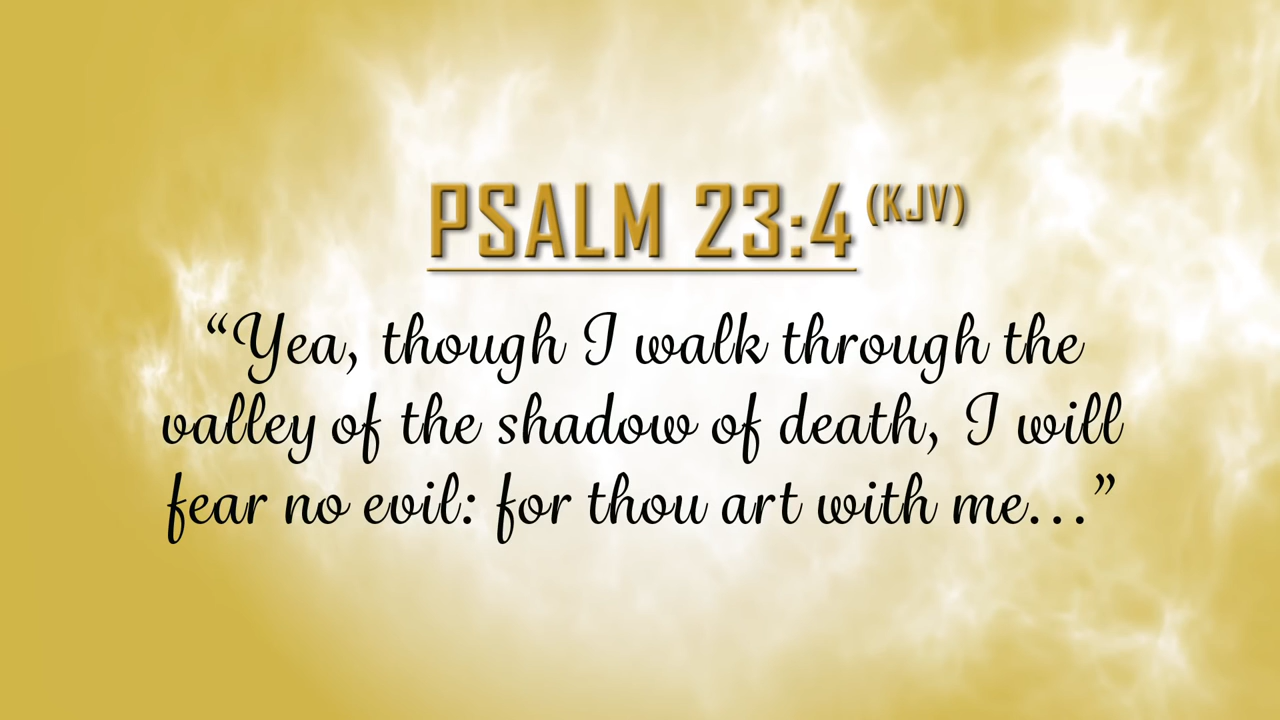 PSALM 23:4 (KJV)
“Yea, though I walk through the
valley of the shadow of death, I will
fear no evil: for thou art with me...”